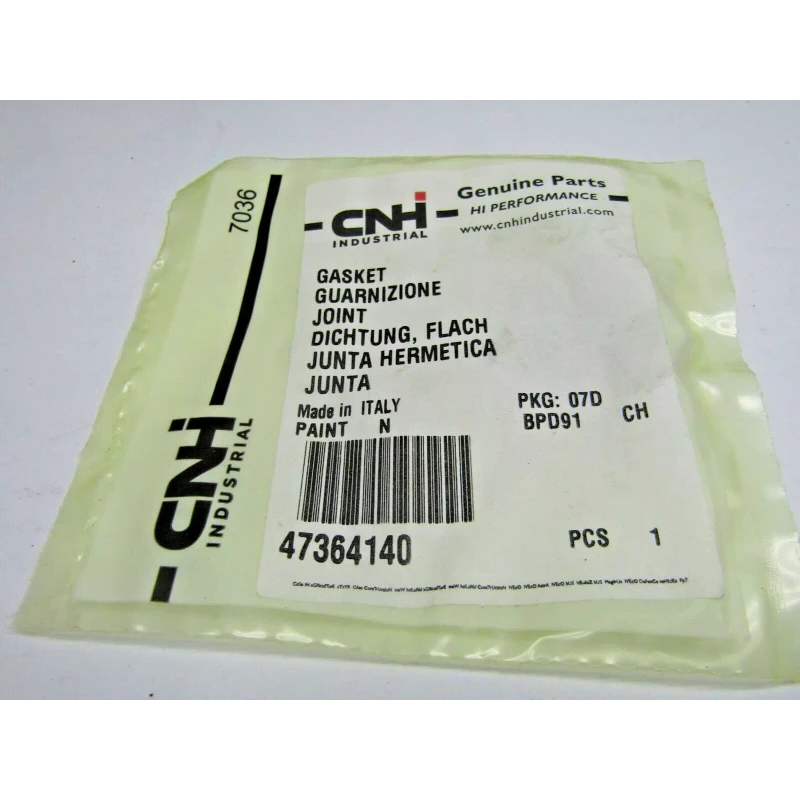 7036
CNH
INDUSTRIAL
CNH
INDUSTRIAL
Genuine Parts
HI PERFORMANCE
www.cnhindustrial.com
GASKET
GUARNIZIONE
JOINT
DICHTUNG, FLACH
JUNTA HERMETICA
JUNTA
Made in ITALY
PKG: 07D
PAINT N
BPD91 CH
47364140
PCS 1